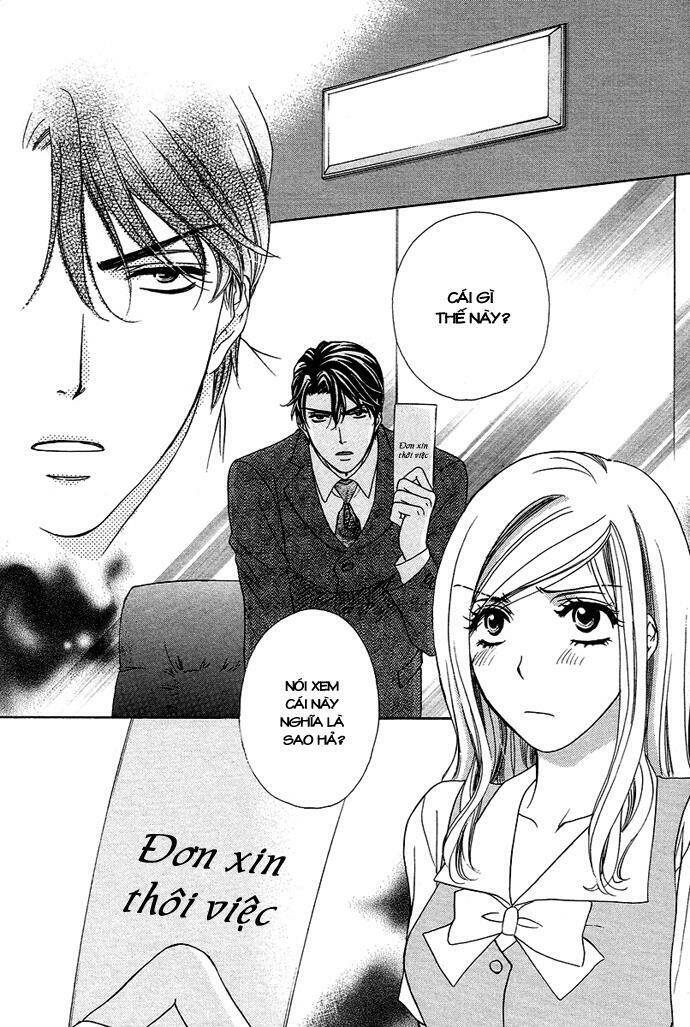 CÁI GÌ
THẾ NÀY?
Đơn xin
thôi việc
NÓI XEM
CÁI NÀY
NGHĨA LÀ
SAO HẢ?
Đơn xin
thôi việc